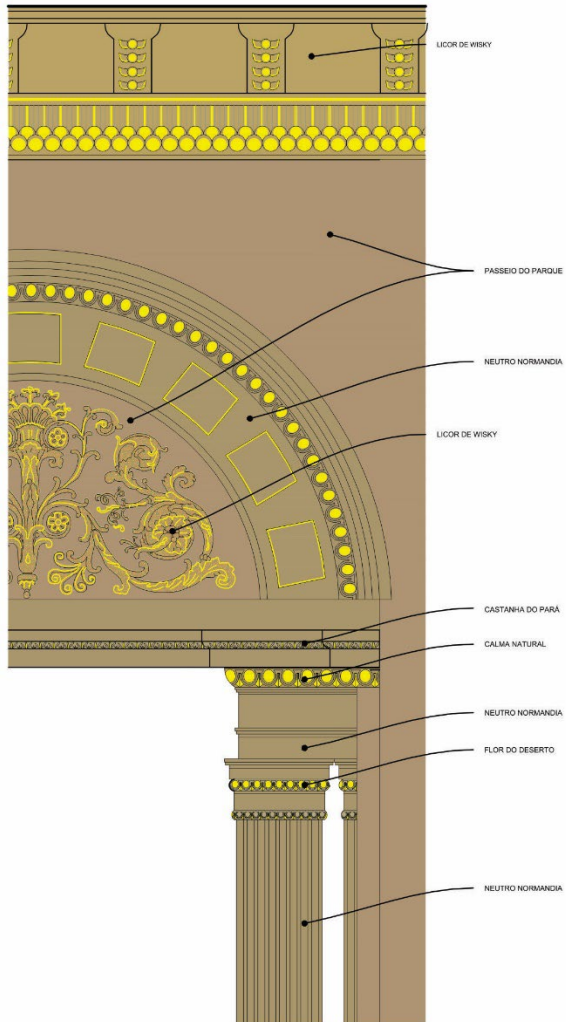 LICOR DE WISKY
PASSEIO DO PARQUE
NEUTRO NORMANDIA
LICOR DE WISKY
CASTANHA DO PARÁ
CALMA NATURAL
NEUTRO NORMANDIA
FLOR DO DESERTO
NEUTRO NORMANDIA